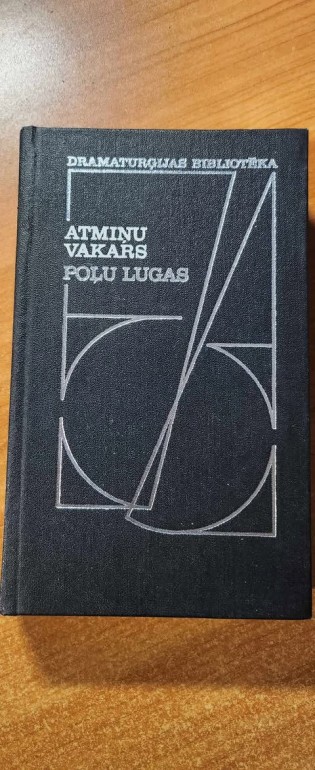 DRAMATURĢIJAS BIBLIOTĒKA
ATMIŅU
VAKARS
POĻU LUGAS